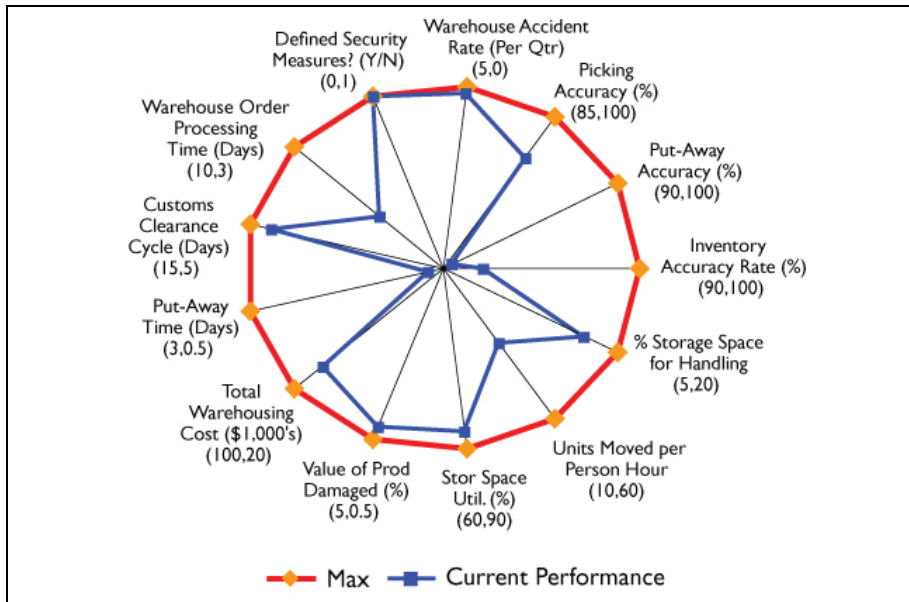 Defined Security
Measures? (Y/N)
(0,1)
Warehouse Accident
Rate (Per Qtr)
(5,0)
Picking
Accuracy (%)
(85,100)
Put-Away
Accuracy (%)
(90,100)
Inventory
Accuracy Rate (%)
(90,100)
% Storage Space
for Handling
(5,20)
Units Moved per
Person Hour
(10,60)
Stor Space
Util. (%)
(60,90)
Value of Prod
Damaged (%)
(5,0.5)
Total
Warehousing
Cost ($1,000's)
(100,20)
Put-Away
Time (Days)
(3,0.5)
Customs
Clearance
Cycle (Days)
(15,5)
Warehouse Order
Processing
Time (Days)
(10,3)
Max
Current Performance